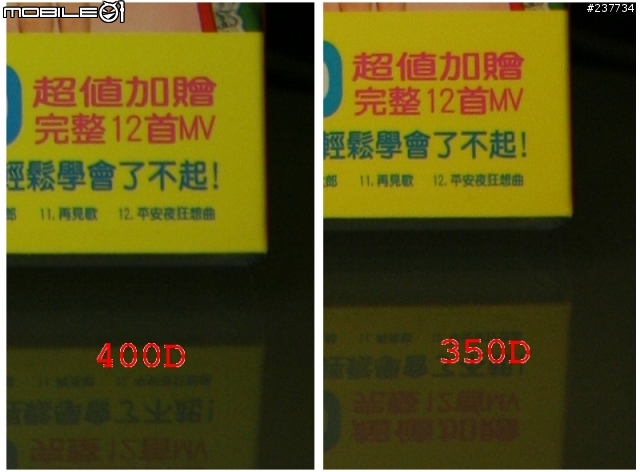 MOBILE01
#237734
超值加贈
完整12首MV
輕鬆學會了不起!
郎 11.再見歌 12.平安夜狂想曲
400D
超值加贈
完整12首MV
輕鬆學會了不起!
郎 11.再見歌 12.平安夜狂想曲
350D